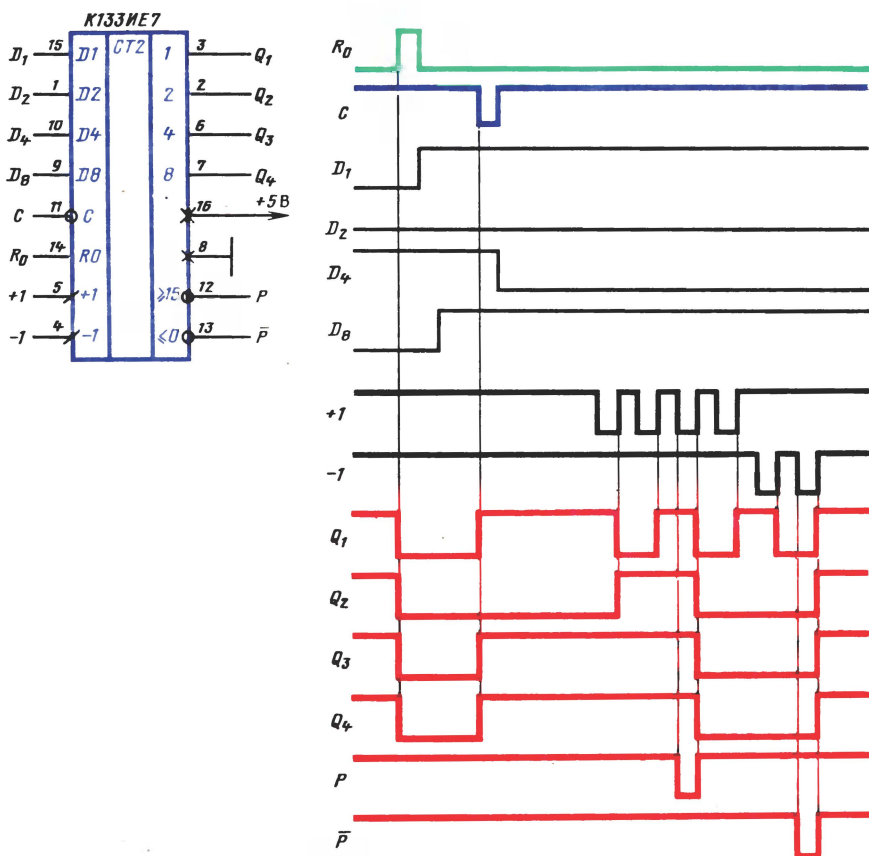 К133ИЕ7
D₁ 15 D1 СТ2 1 3 Q₁
D₂ 1 D2 2 2 Q₂
D₄ 10 D4 4 6 Q₃
D₈ 9 D8 8 7 Q₄
C 11 C 16 +5 В
R₀ 14 R0 8
+1 5 +1 ≥15 12 P
-1 4 -1 ≤0 13 P̅
R₀
C
D₁
D₂
D₄
D₈
+1
-1
Q₁
Q₂
Q₃
Q₄
P
P̅